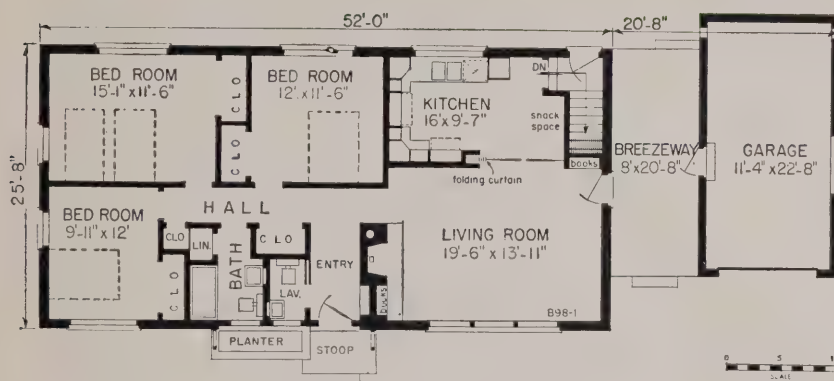 52'-0"
20'-8"
25'-8"
BED ROOM
15'-1" x 11'-6"
CLO
CLO
BED ROOM
12' x 11'-6"
KITCHEN
16' x 9'-7"
DN
snack
space
books
folding curtain
BREEZEWAY
8' x 20'-8"
GARAGE
11'-4" x 22'-8"
BED ROOM
9'-11" x 12'
HALL
CLO
LIN.
CLO
BATH
CLO
LAV.
ENTRY
LIVING ROOM
19'-6" x 13'-11"
BOOKS
B98-1
PLANTER
STOOP
0 5
SCALE